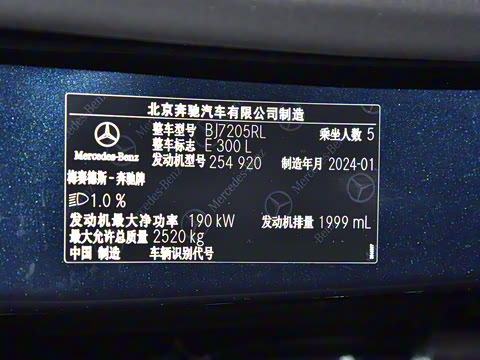 北京奔驰汽车有限公司制造
整车型号 BJ7205RL 乘坐人数 5
整车标志 E 300 L
Mercedes-Benz
发动机型号 254 920 制造年月 2024-01
梅赛德斯-奔驰牌
1.0 %
发动机最大净功率 190 kW 发动机排量 1999 mL
最大允许总质量 2520 kg
中国 制造 车辆识别代号